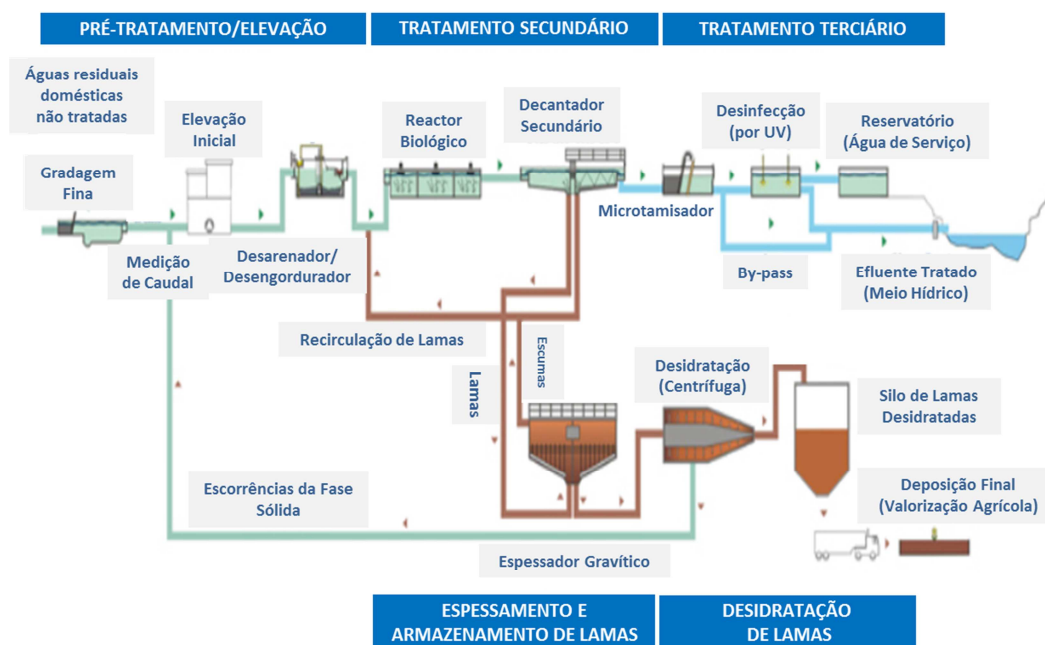 PRÉ-TRATAMENTO/ELEVAÇÃO
TRATAMENTO SECUNDÁRIO
TRATAMENTO TERCIÁRIO
Águas residuais
domésticas
não tratadas
Elevação
Inicial
Reactor
Biológico
Decantador
Secundário
Desinfecção
(por UV)
Reservatório
(Água de Serviço)
Gradagem
Fina
Microtamisador
Medição
de Caudal
Desarenador/
Desengordurador
By-pass
Efluente Tratado
(Meio Hídrico)
Recirculação de Lamas
Escumas
Lamas
Desidratação
(Centrífuga)
Silo de Lamas
Desidratadas
Escorrências da Fase
Sólida
Deposição Final
(Valorização Agrícola)
Espessador Gravítico
ESPESSAMENTO E
ARMAZENAMENTO DE LAMAS
DESIDRATAÇÃO
DE LAMAS